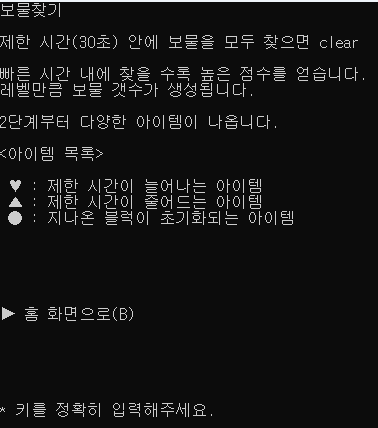 보물찾기
제한 시간(30초) 안에 보물을 모두 찾으면 clear
빠른 시간 내에 찾을 수록 높은 점수를 얻습니다.
레벨만큼 보물 갯수가 생성됩니다.
2단계부터 다양한 아이템이 나옵니다.
<아이템 목록>
♥ : 제한 시간이 늘어나는 아이템
▲ : 제한 시간이 줄어드는 아이템
● : 지나온 블럭이 초기화되는 아이템
▶ 홈 화면으로(B)
* 키를 정확히 입력해주세요.